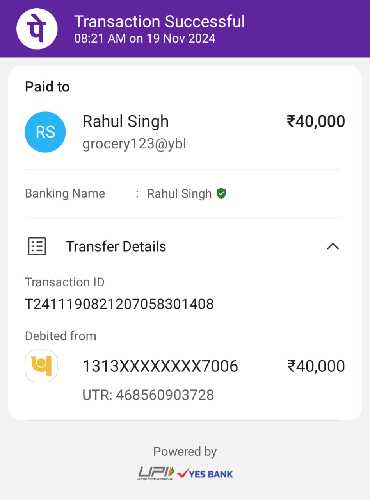 पे
Transaction Successful
08:21 AM on 19 Nov 2024
Paid to
RS
Rahul Singh
₹40,000
grocery123@ybl
Banking Name : Rahul Singh
Transfer Details
Transaction ID
T2411190821207058301408
Debited from
1313XXXXXXXX7006
₹40,000
UTR: 468560903728
Powered by
UPI
YES BANK